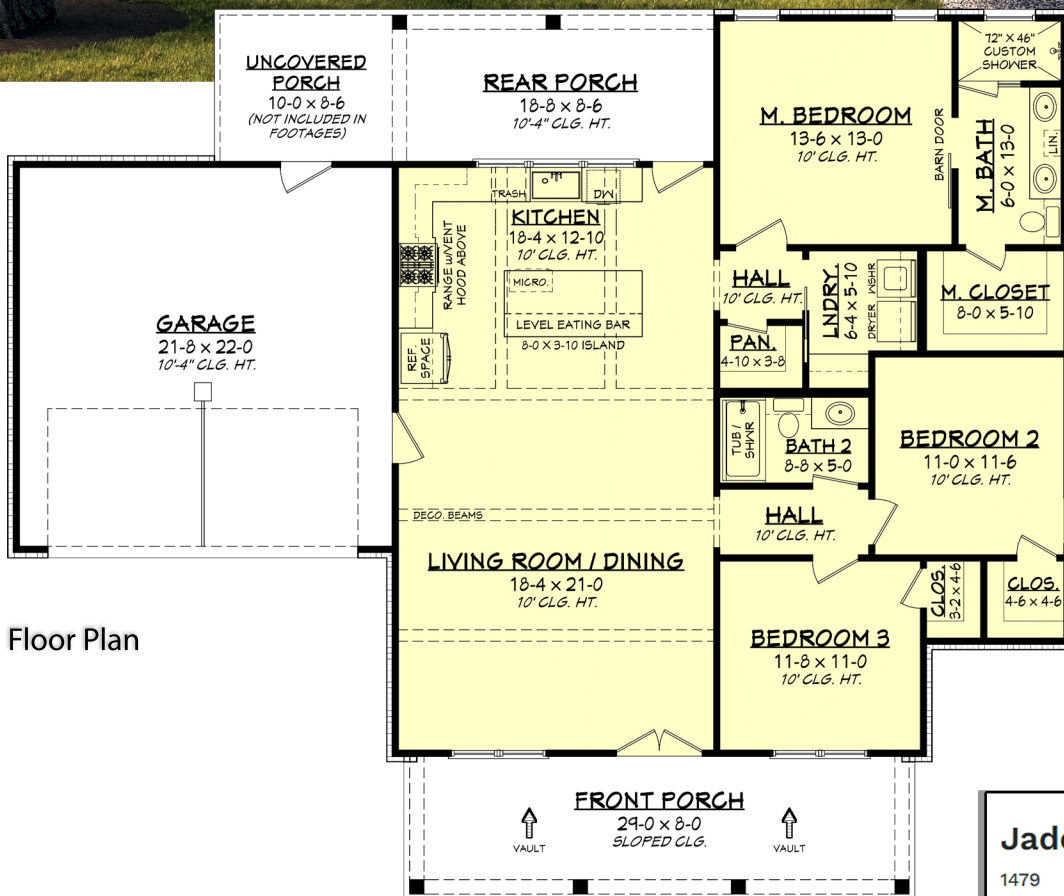 UNCOVERED
PORCH
10-0 x 8-6
(NOT INCLUDED IN
FOOTAGES)
REAR PORCH
18-8 x 8-6
10'-4" CLG. HT.
M. BEDROOM
13-6 x 13-0
10' CLG. HT.
BARN DOOR
72" X 46"
CUSTOM
SHOWER
M. BATH
6-0 x 13-0
LIN.
TRASH
DW
KITCHEN
18-4 x 12-10
10' CLG. HT.
RANGE W/VENT
HOOD ABOVE
MICRO.
LEVEL EATING BAR
8-0 X 3-10 ISLAND
REF.
SPACE
HALL
10' CLG. HT.
LNDRY.
6-4 x 5-10
WSHR
DRYER
M. CLOSET
8-0 x 5-10
PAN.
4-10 x 3-8
GARAGE
21-8 x 22-0
10'-4" CLG. HT.
TUB /
SHWR
BATH 2
8-8 x 5-0
BEDROOM 2
11-0 x 11-6
10' CLG. HT.
DECO. BEAMS
HALL
10' CLG. HT.
LIVING ROOM / DINING
18-4 x 21-0
10' CLG. HT.
CLOS.
3-2 x 4-6
CLOS.
4-6 x 4-6
Floor Plan
BEDROOM 3
11-8 x 11-0
10' CLG. HT.
FRONT PORCH
29-0 x 8-0
SLOPED CLG.
VAULT
VAULT
1479